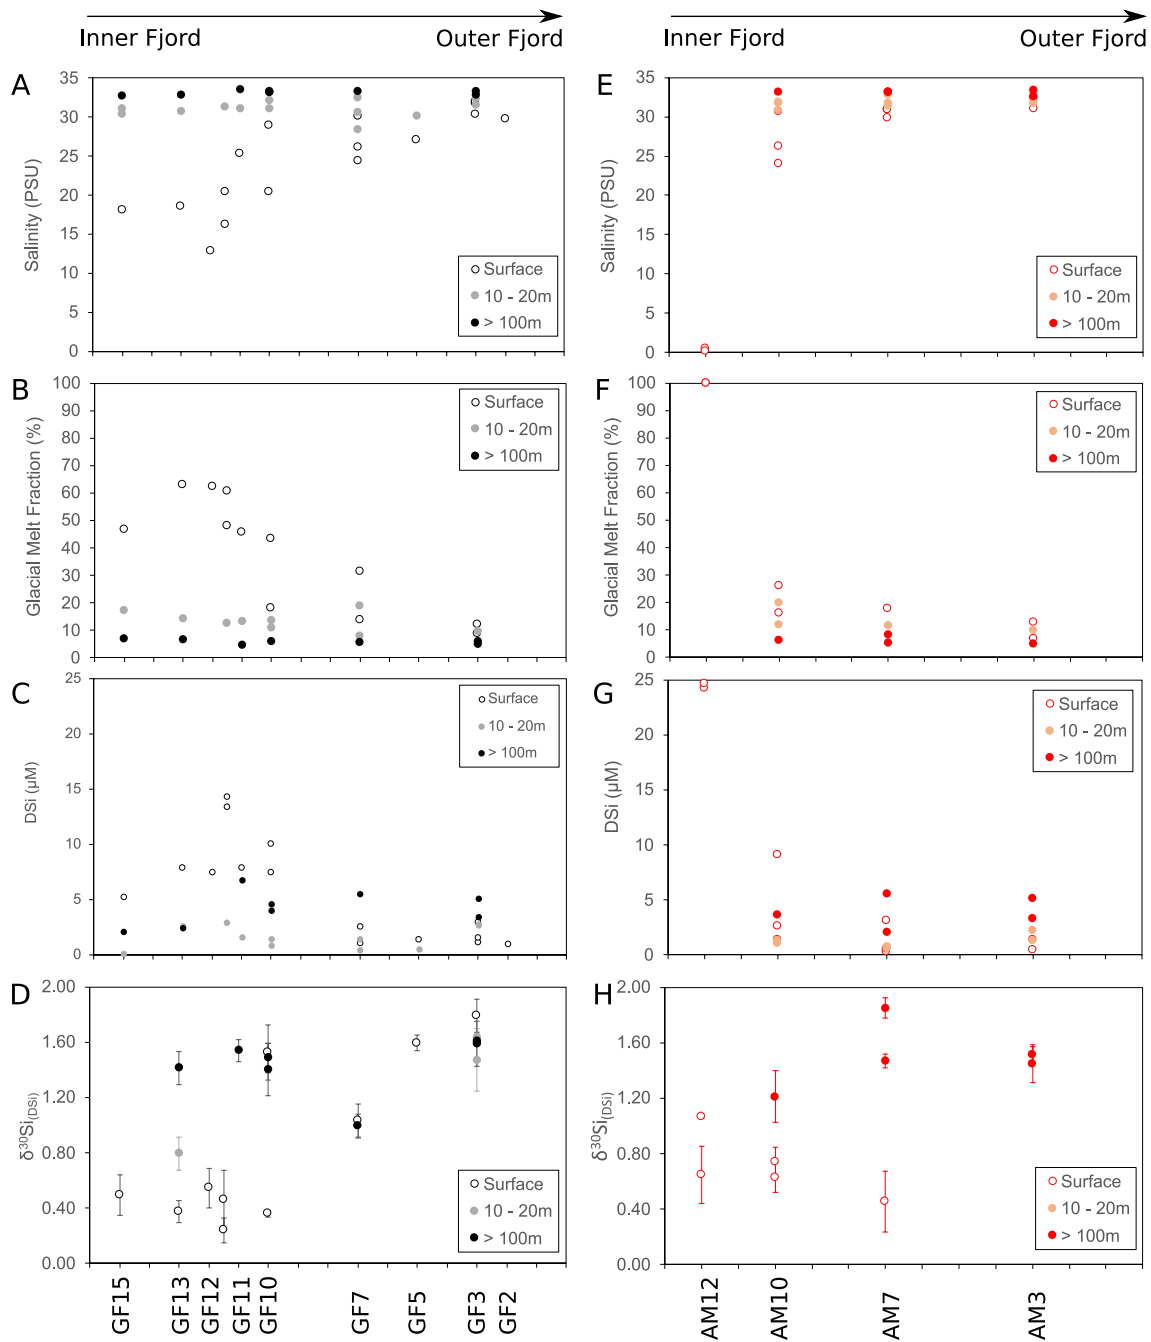 Inner Fjord Outer Fjord
Inner Fjord Outer Fjord
A
35
30
25
20
15
10
5
0
Salinity (PSU)
Surface
10 - 20m
> 100m
E
35
30
25
20
15
10
5
0
Salinity (PSU)
Surface
10 - 20m
> 100m
B
100
90
80
70
60
50
40
30
20
10
0
Glacial Melt Fraction (%)
Surface
10 - 20m
> 100m
F
100
90
80
70
60
50
40
30
20
10
0
Glacial Melt Fraction (%)
Surface
10 - 20m
> 100m
C
25
20
15
10
5
0
DSi (μM)
Surface
10 - 20m
> 100m
G
25
20
15
10
5
0
DSi (μM)
Surface
10 - 20m
> 100m
D
2.00
1.60
1.20
0.80
0.40
0.00
δ³⁰Si(DSi)
Surface
10 - 20m
> 100m
GF15 GF13 GF12 GF11 GF10 GF7 GF5 GF3 GF2
H
2.00
1.60
1.20
0.80
0.40
0.00
δ³⁰Si(DSi)
Surface
10 - 20m
> 100m
AM12 AM10 AM7 AM3